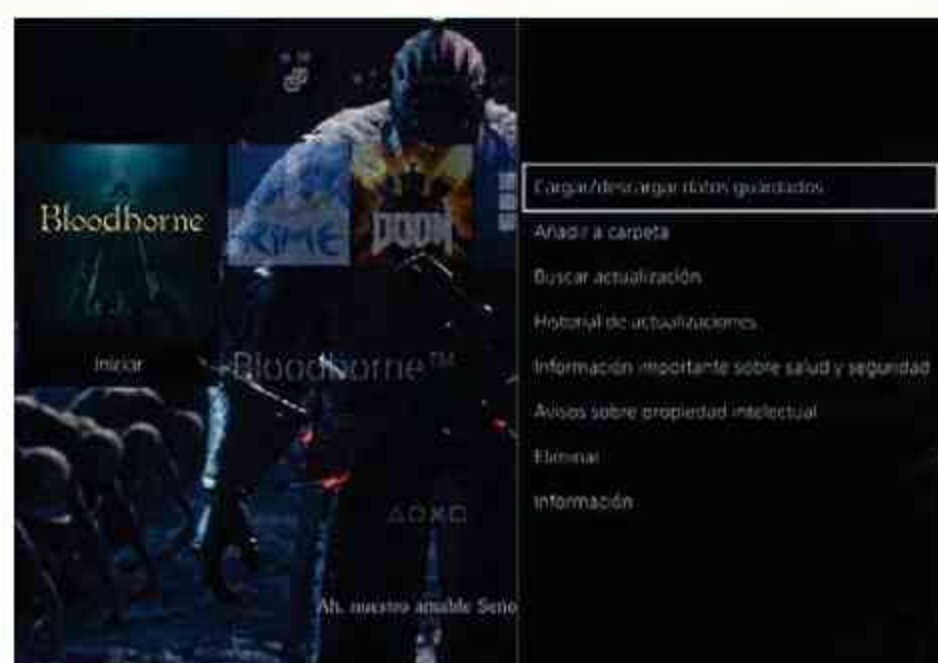 Bloodborne
RIME
DOOM
Iniciar
Bloodborne™
Ah, nuestro amable Seño
Cargar/descargar datos guardados
Añadir a carpeta
Buscar actualización
Historial de actualizaciones
Información importante sobre salud y seguridad
Avisos sobre propiedad intelectual
Eliminar
Información